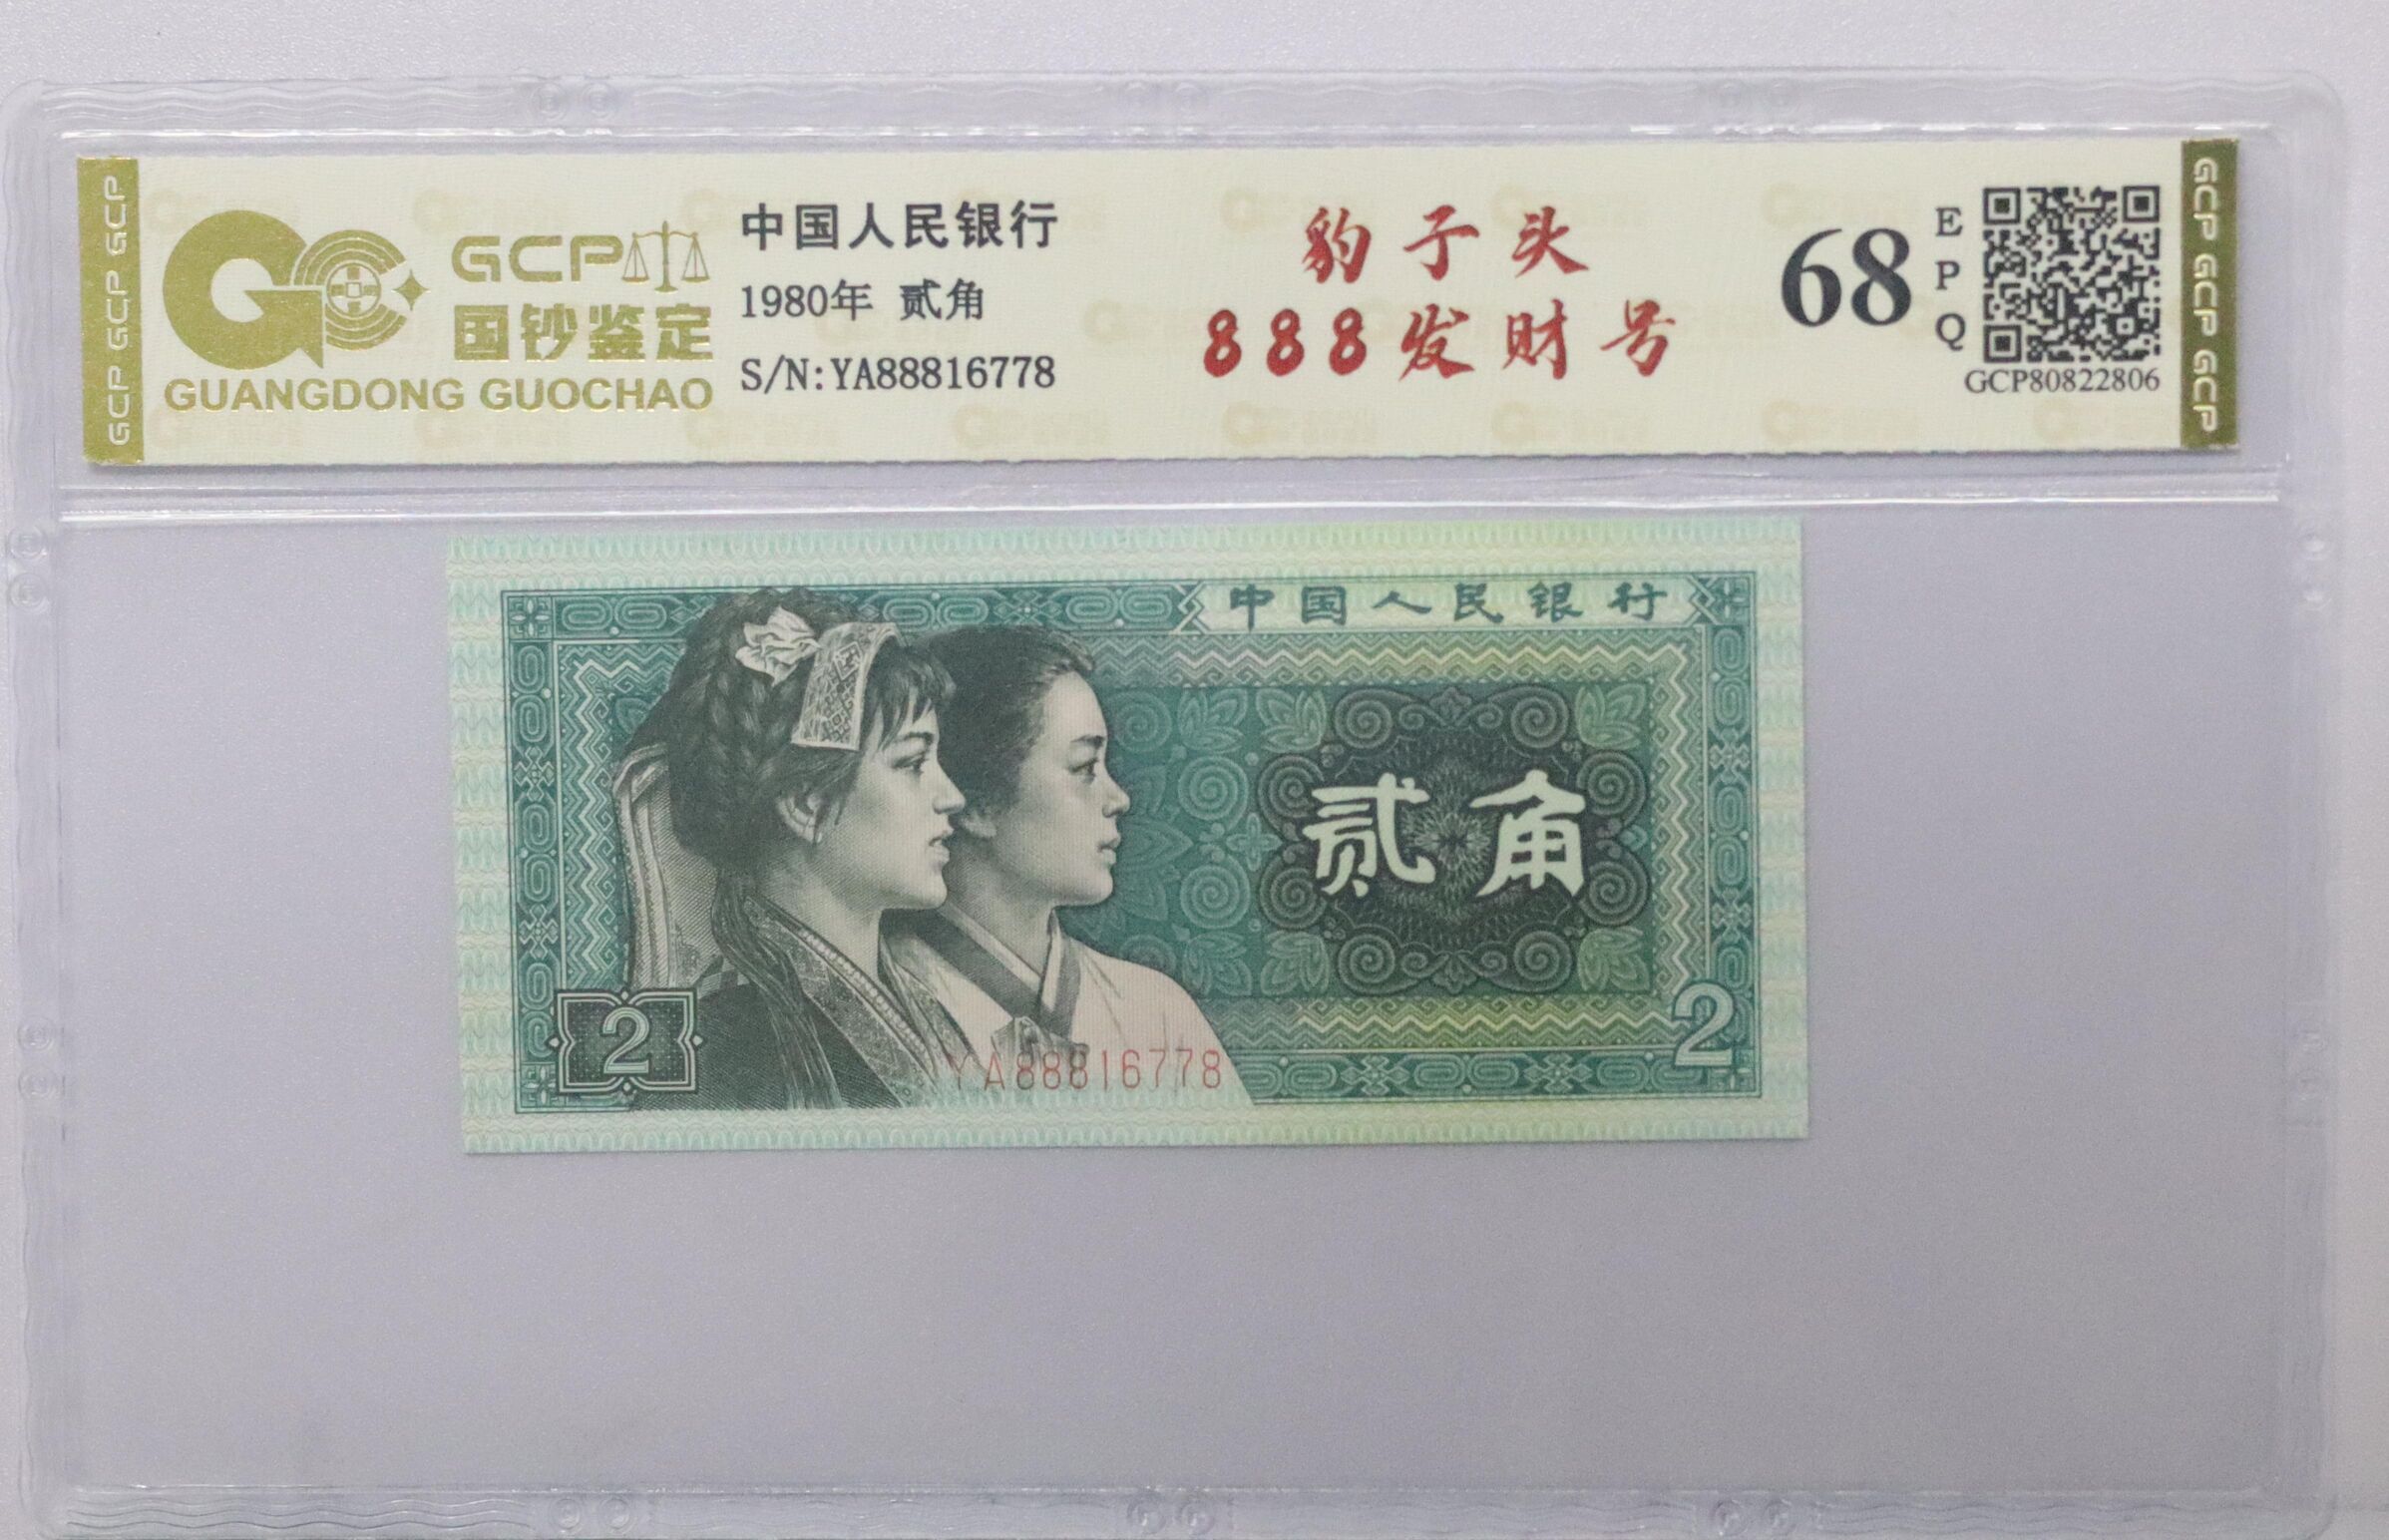 GCP GCP GCP
GCP
国钞鉴定
GUANGDONG GUOCHAO
中国人民银行
1980年 贰角
S/N:YA88816778
豹子头
888发财号
68
EPQ
GCP80822806
GCP GCP GCP
中国人民银行
贰角
2
YA88816778
2